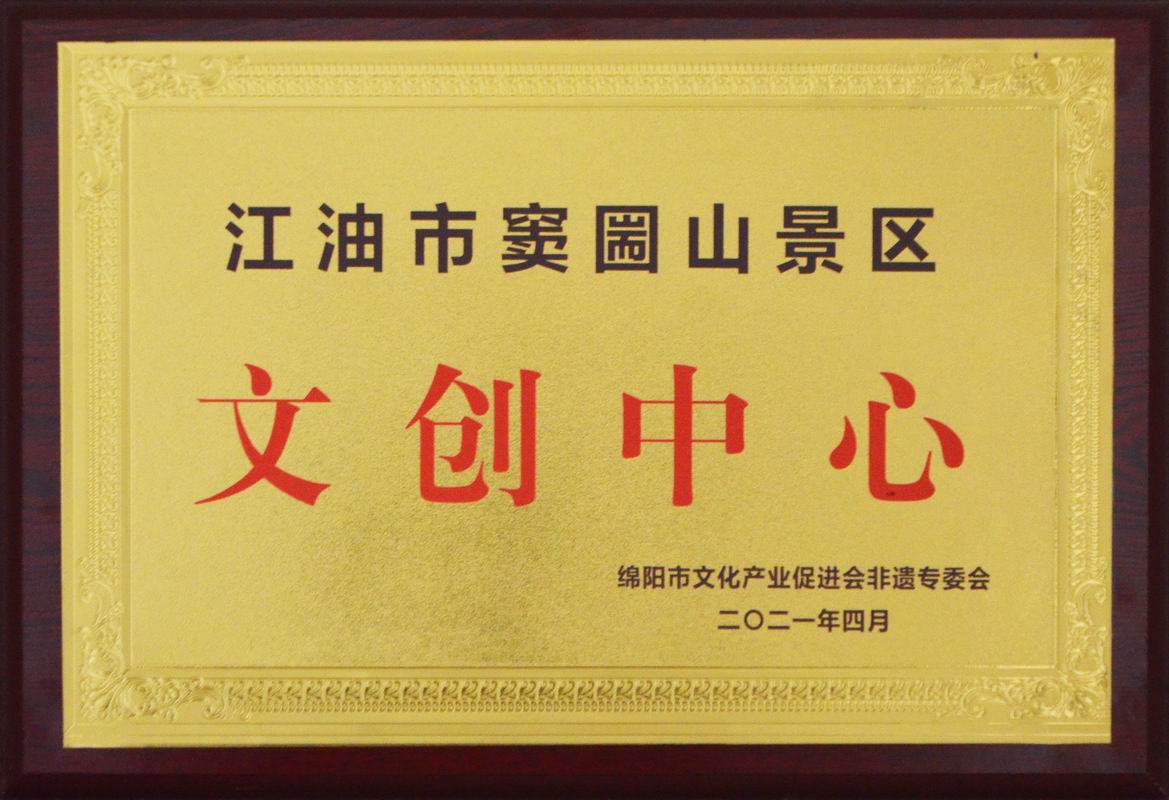 江油市窦圌山景区
文创中心
绵阳市文化产业促进会非遗专委会
二〇二一年四月